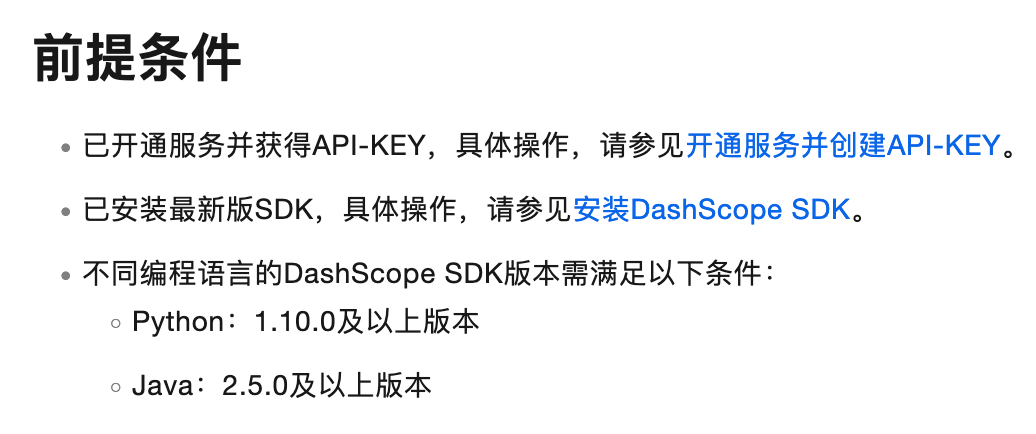 前提条件
已开通服务并获得API-KEY，具体操作，请参见开通服务并创建API-KEY。
已安装最新版SDK，具体操作，请参见安装DashScope SDK。
不同编程语言的DashScope SDK版本需满足以下条件：
Python：1.10.0及以上版本
Java：2.5.0及以上版本